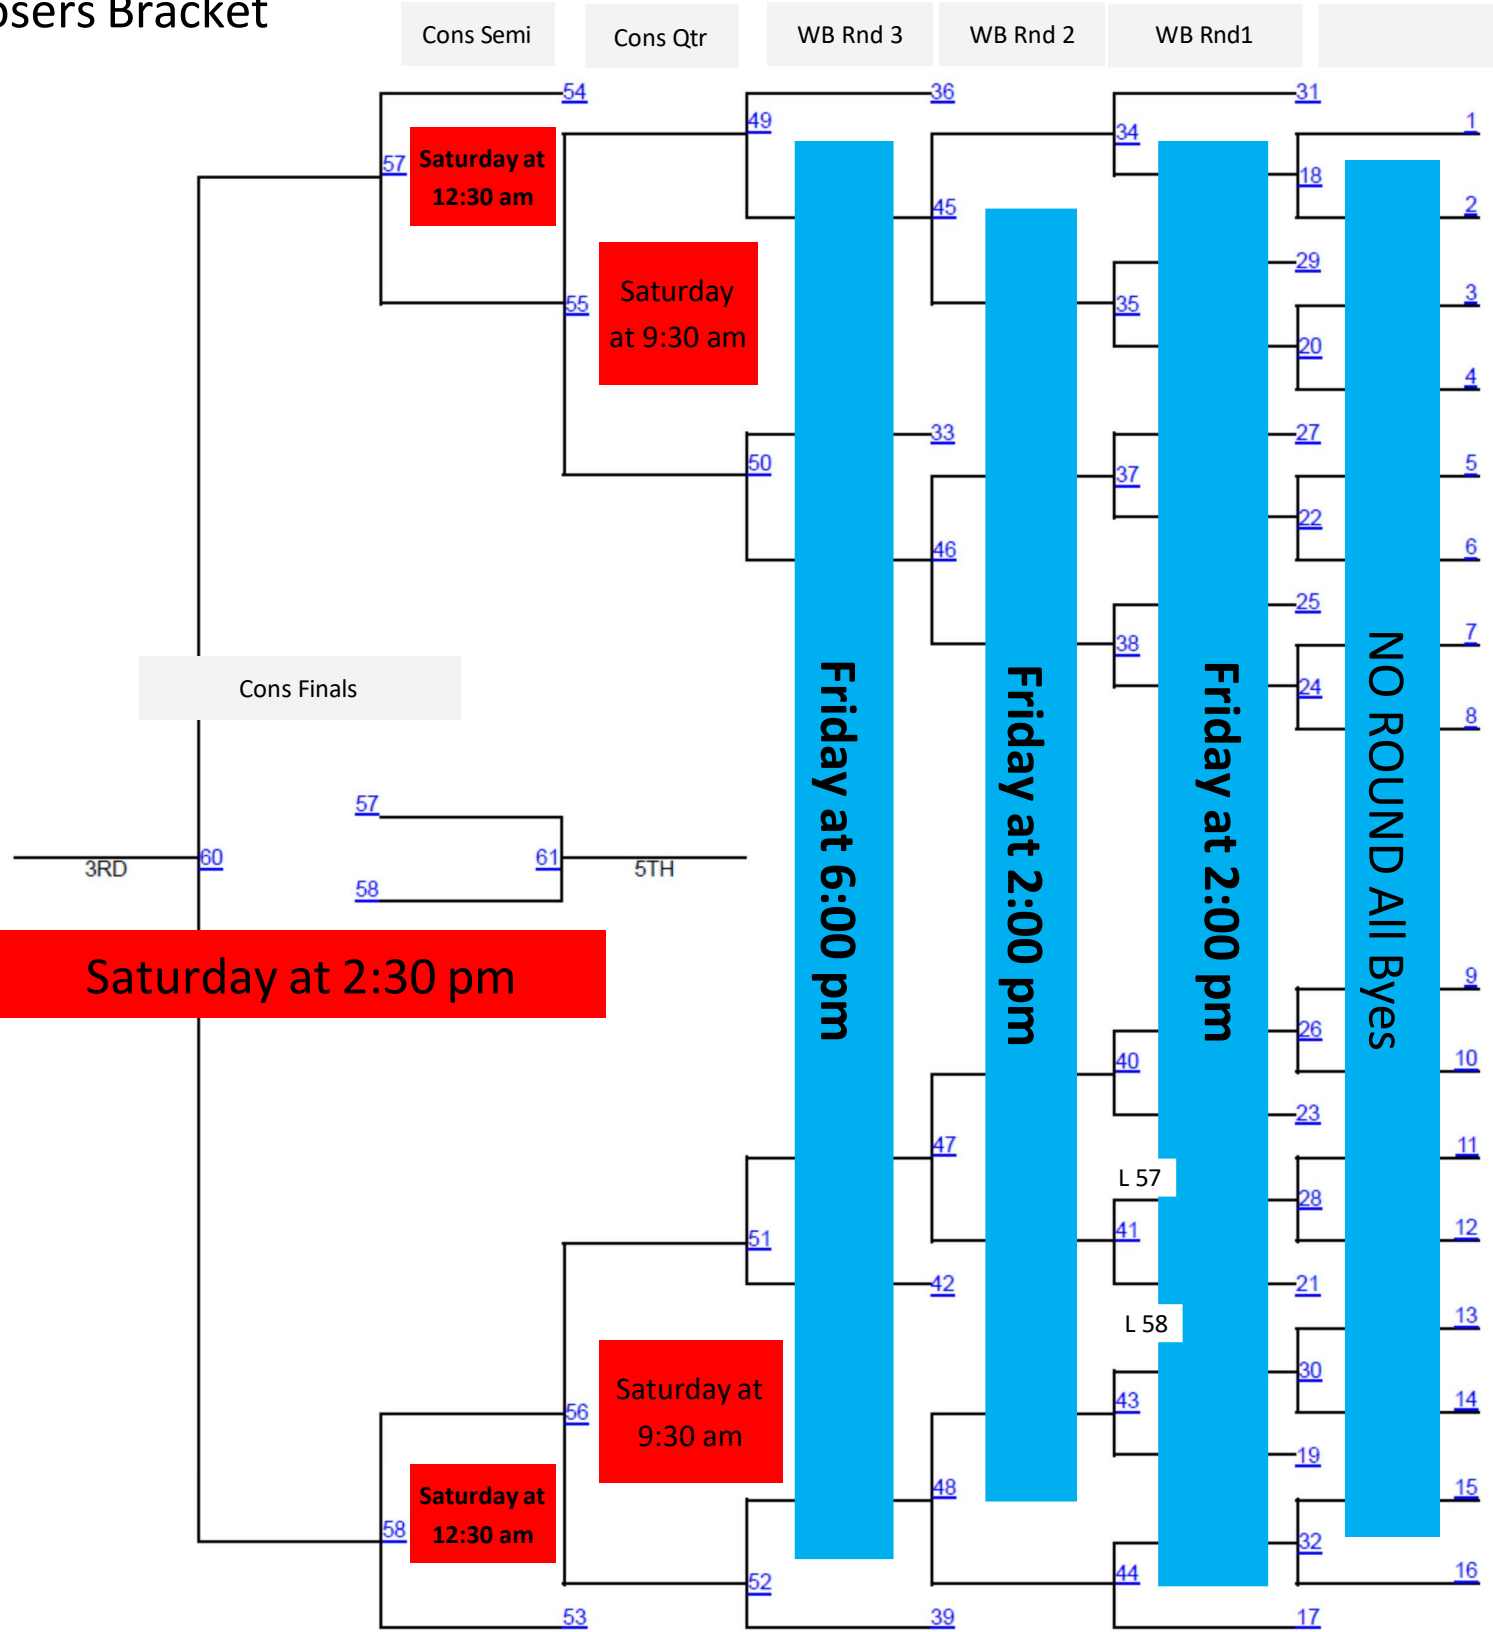 osers Bracket
Cons Semi
Cons Qtr
WB Rnd 3
WB Rnd 2
WB Rnd1
54
36
31
49
34
1
57
Saturday at
12:30 am
18
45
2
29
Saturday
at 9:30 am
55
35
3
20
4
33
27
50
37
5
22
46
6
25
38
7
24
8
Cons Finals
Friday at 6:00 pm
Friday at 2:00 pm
Friday at 2:00 pm
NO ROUND All Byes
57
3RD
60
61
5TH
58
Saturday at 2:30 pm
9
26
40
10
23
47
11
L 57
28
51
41
12
42
21
L 58
13
30
Saturday at
9:30 am
56
43
14
19
48
15
Saturday at
12:30 am
58
32
52
44
16
53
39
17